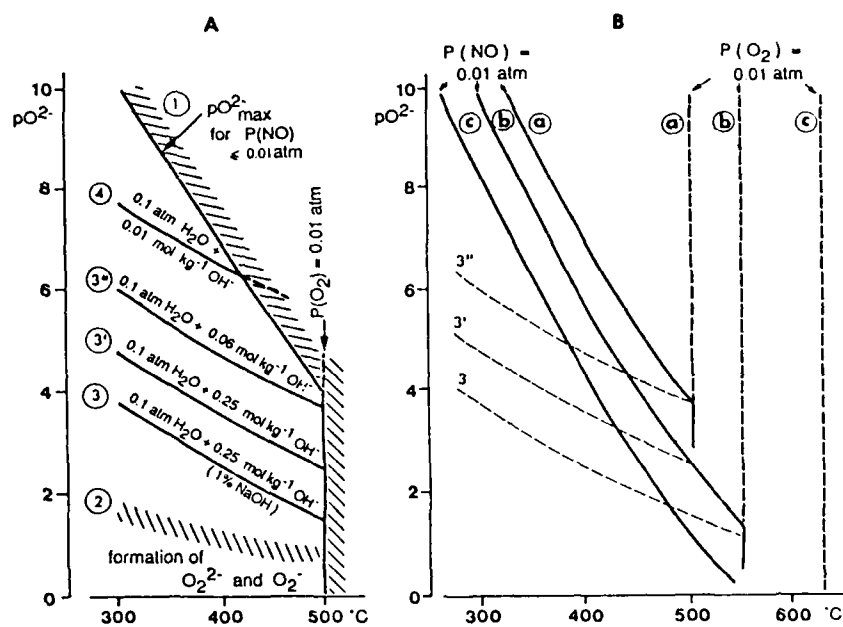 A
10
pO²⁻
8
6
4
2
0
300
400
500 °C
①
pO²⁻max
for P(NO)
≤ 0.01 atm
④
0.1 atm H₂O +
0.01 mol kg⁻¹ OH⁻
P(O₂) = 0.01 atm
③"
0.1 atm H₂O + 0.06 mol kg⁻¹ OH⁻
③'
0.1 atm H₂O + 0.25 mol kg⁻¹ OH⁻
③
0.1 atm H₂O + 0.25 mol kg⁻¹ OH⁻
(1% NaOH)
②
formation of
O₂²⁻ and O₂⁻
B
P(NO) =
0.01 atm
P(O₂) =
0.01 atm
10
pO²⁻
8
6
4
2
0
ⓒ ⓑ ⓐ
ⓐ ⓑ ⓒ
3"
3'
3
300
400
500
600 °C